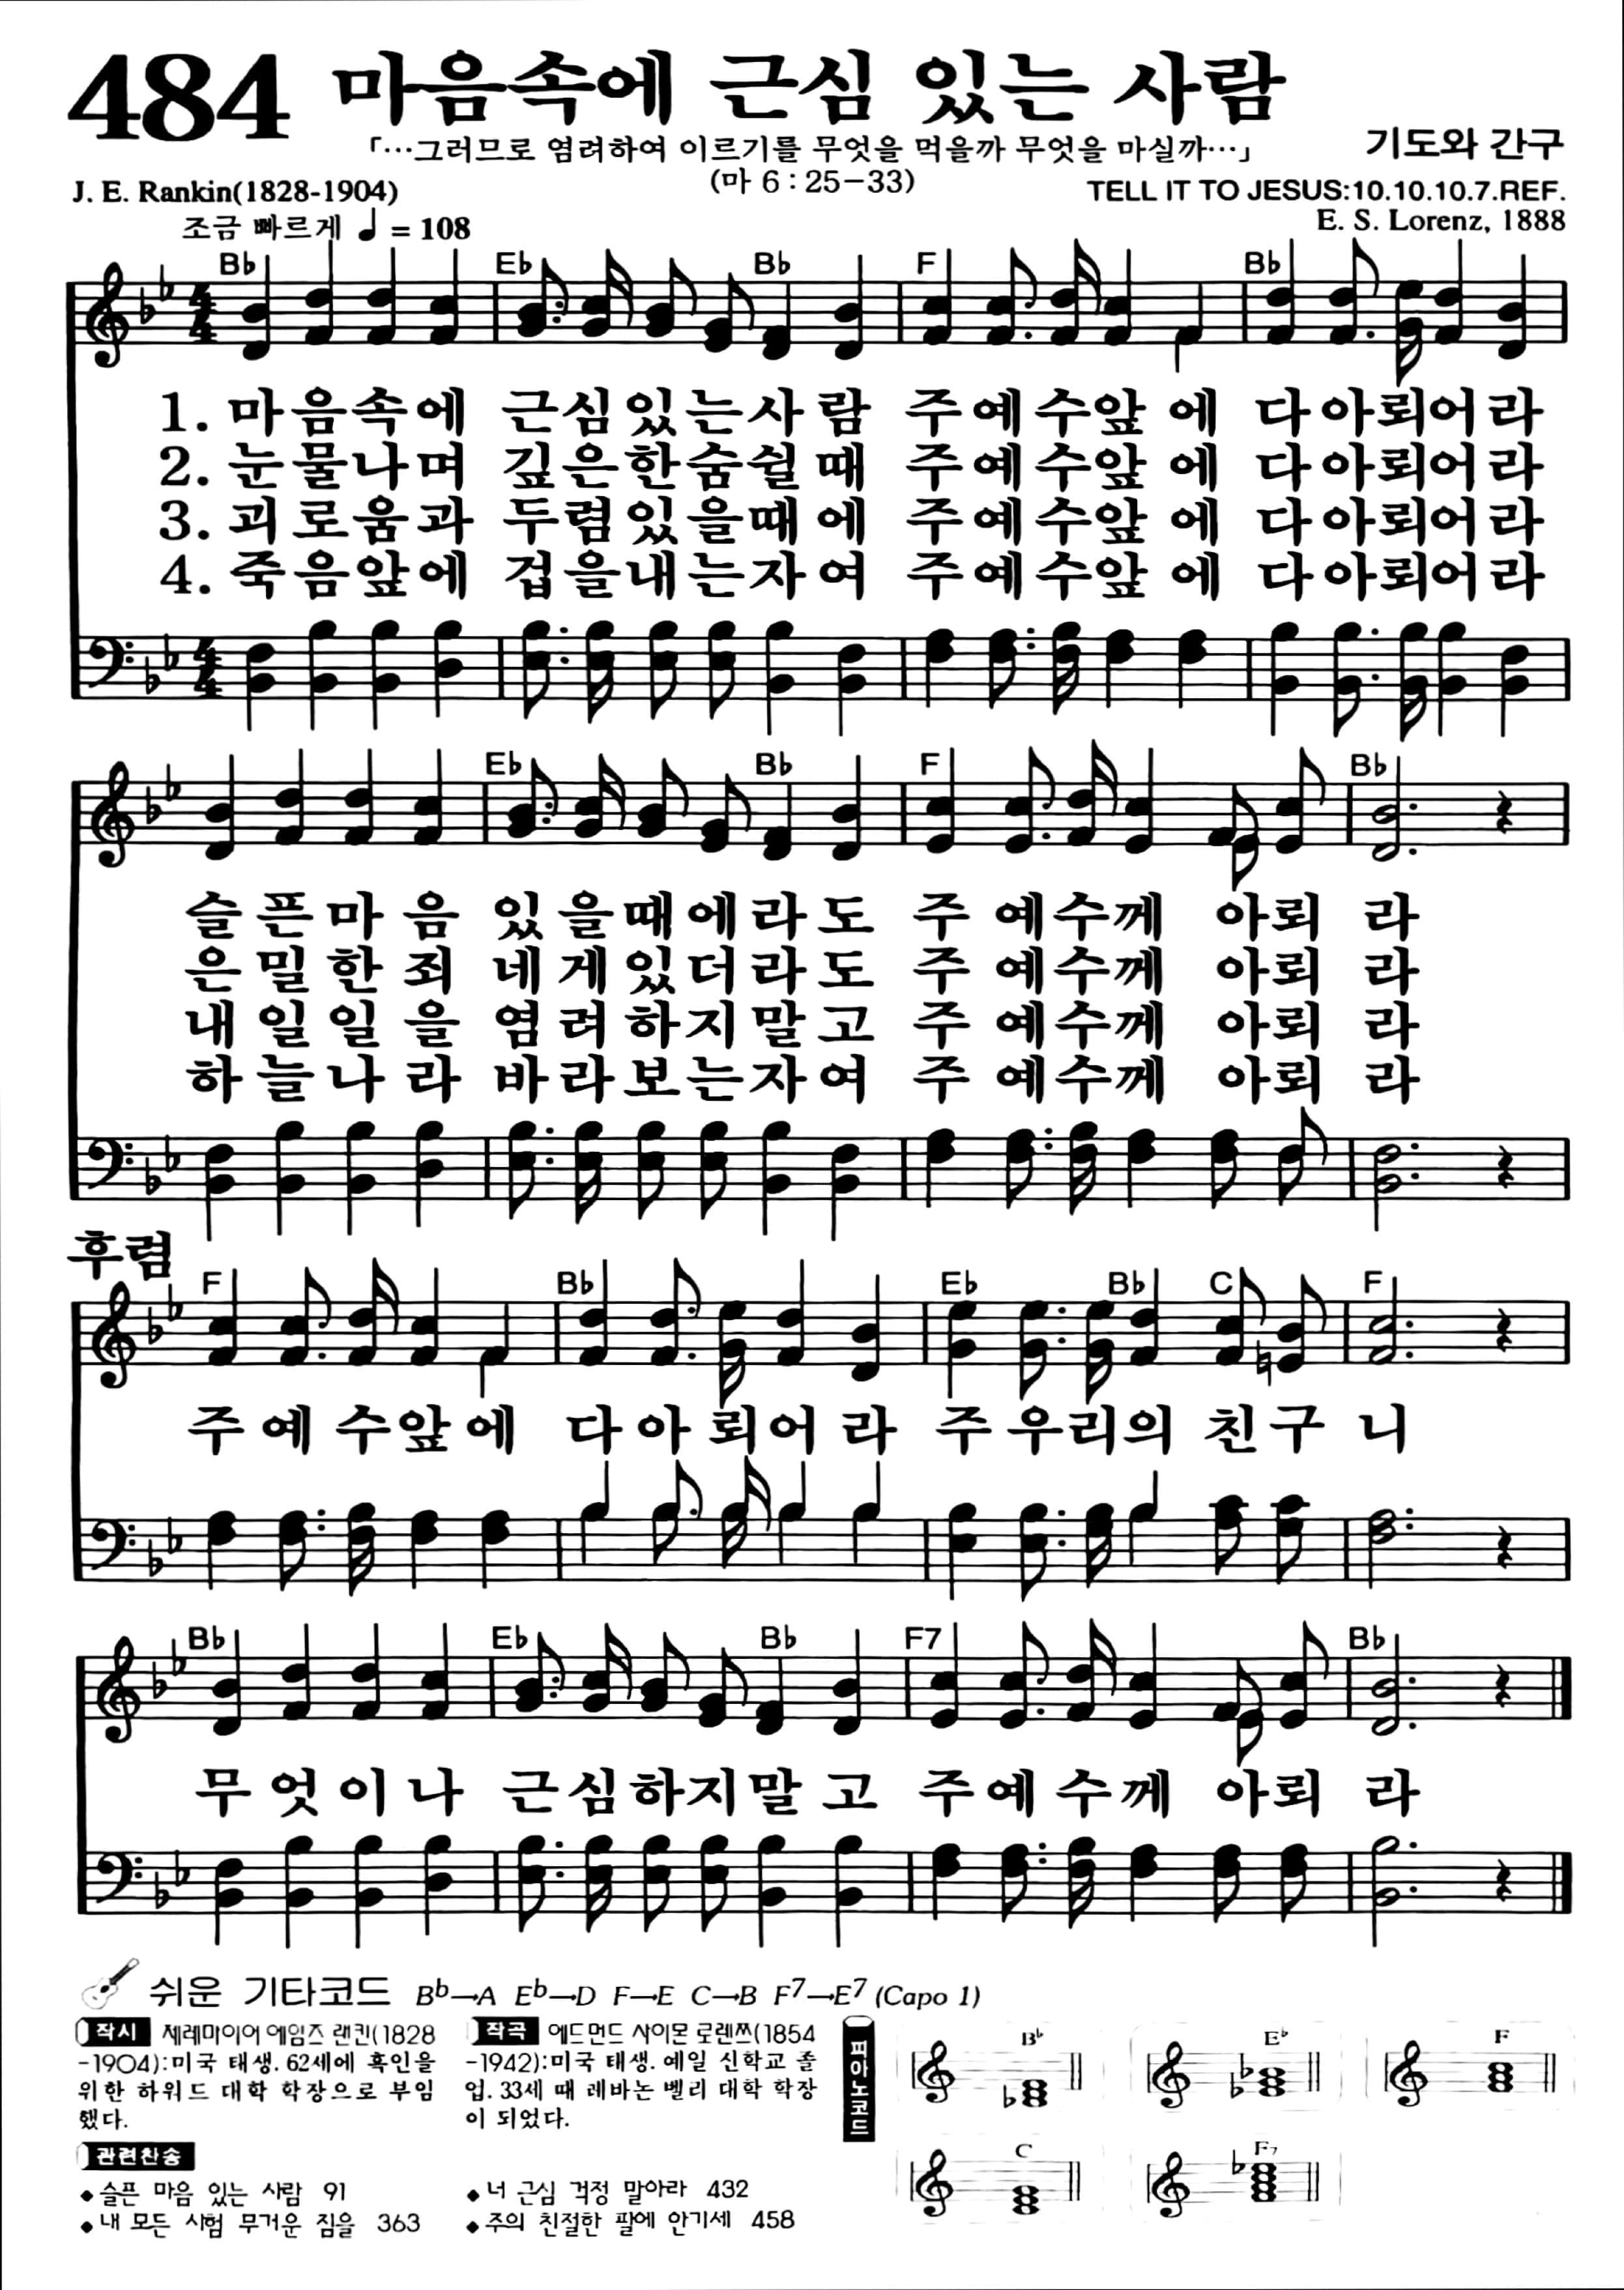 484 마음속에 근심 있는 사람
「…그러므로 염려하여 이르기를 무엇을 먹을까 무엇을 마실까…」
기도와 간구
(마 6 : 25-33)
J. E. Rankin(1828-1904)
TELL IT TO JESUS:10.10.10.7.REF.
조금 빠르게 ♩ = 108
E. S. Lorenz, 1888
B♭ E♭ B♭ F B♭
1. 마음속에 근심있는사람 주예수앞에 다아뢰어라
2. 눈물나며 깊은한숨쉴때 주예수앞에 다아뢰어라
3. 괴로움과 두렴있을때에 주예수앞에 다아뢰어라
4. 죽음앞에 겁을내는자여 주예수앞에 다아뢰어라
E♭ B♭ F B♭
슬픈마음 있을때에라도 주예수께 아뢰라
은밀한죄 네게있더라도 주예수께 아뢰라
내일일을 염려하지말고 주예수께 아뢰라
하늘나라 바라보는자여 주예수께 아뢰라
후렴
F B♭ E♭ B♭ C F
주예수앞에 다아뢰어라 주우리의 친구니
B♭ E♭ B♭ F7 B♭
무엇이나 근심하지말고 주예수께 아뢰라
쉬운 기타코드 B♭→A E♭→D F→E C→B F7→E7 (Capo 1)
작시 제레마이어 에임즈 랜킨(1828
-1904):미국 태생. 62세에 흑인을
위한 하워드 대학 학장으로 부임
했다.
작곡 에드먼드 사이몬 로렌쯔(1854
-1942):미국 태생. 예일 신학교 졸
업. 33세 때 레바논 벨리 대학 학장
이 되었다.
피아노코드
B♭ E♭ F
C F7
관련찬송
◆ 슬픈 마음 있는 사람 91
◆ 내 모든 시험 무거운 짐을 363
◆ 너 근심 걱정 말아라 432
◆ 주의 친절한 팔에 안기세 458